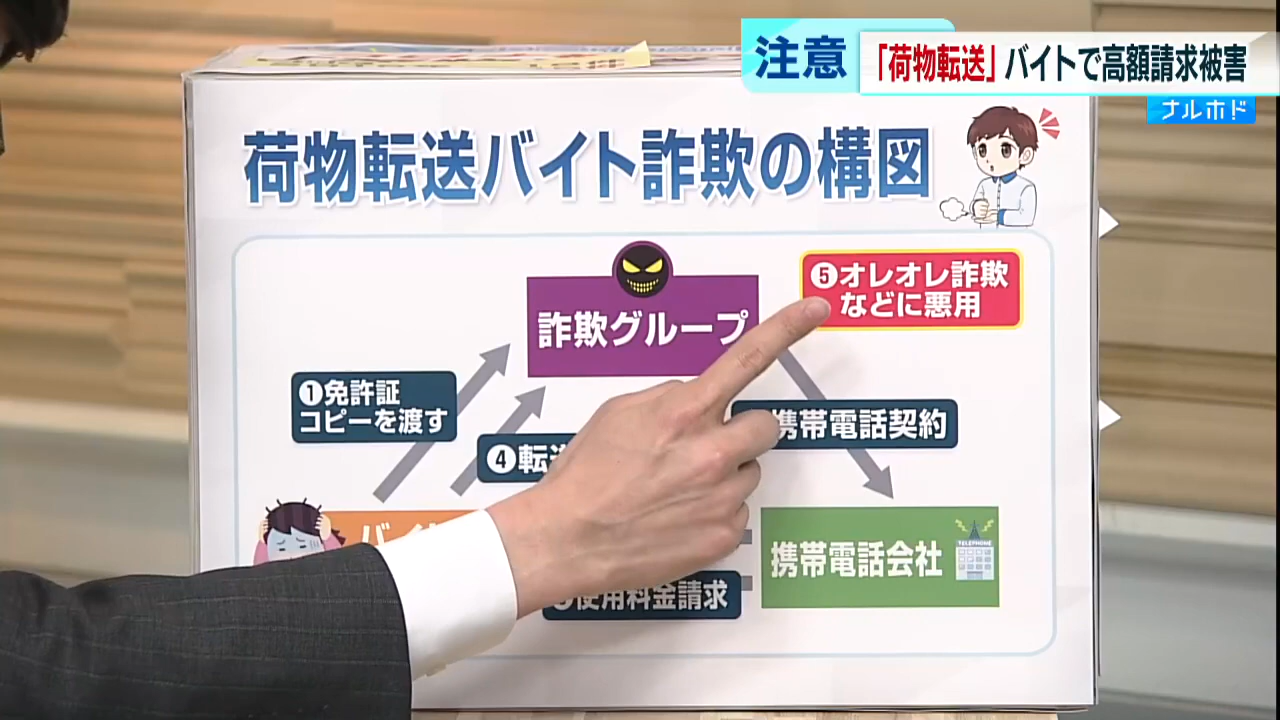 注意
「荷物転送」バイトで高額請求被害
ナルホド
荷物転送バイト詐欺の構図
詐欺グループ
❺オレオレ詐欺
などに悪用
❶免許証
コピーを渡す
携帯電話契約
❹転送
バイ
携帯電話会社
TELEPHONE
使用料金請求